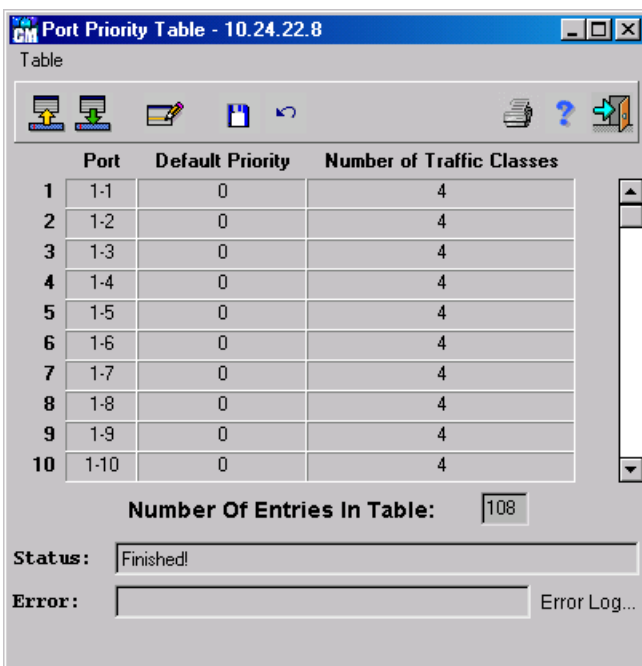 CM Port Priority Table - 10.24.22.8
Table
?
Port Default Priority Number of Traffic Classes
1 1-1 0 4
2 1-2 0 4
3 1-3 0 4
4 1-4 0 4
5 1-5 0 4
6 1-6 0 4
7 1-7 0 4
8 1-8 0 4
9 1-9 0 4
10 1-10 0 4
Number Of Entries In Table: 108
Status: Finished!
Error: Error Log...